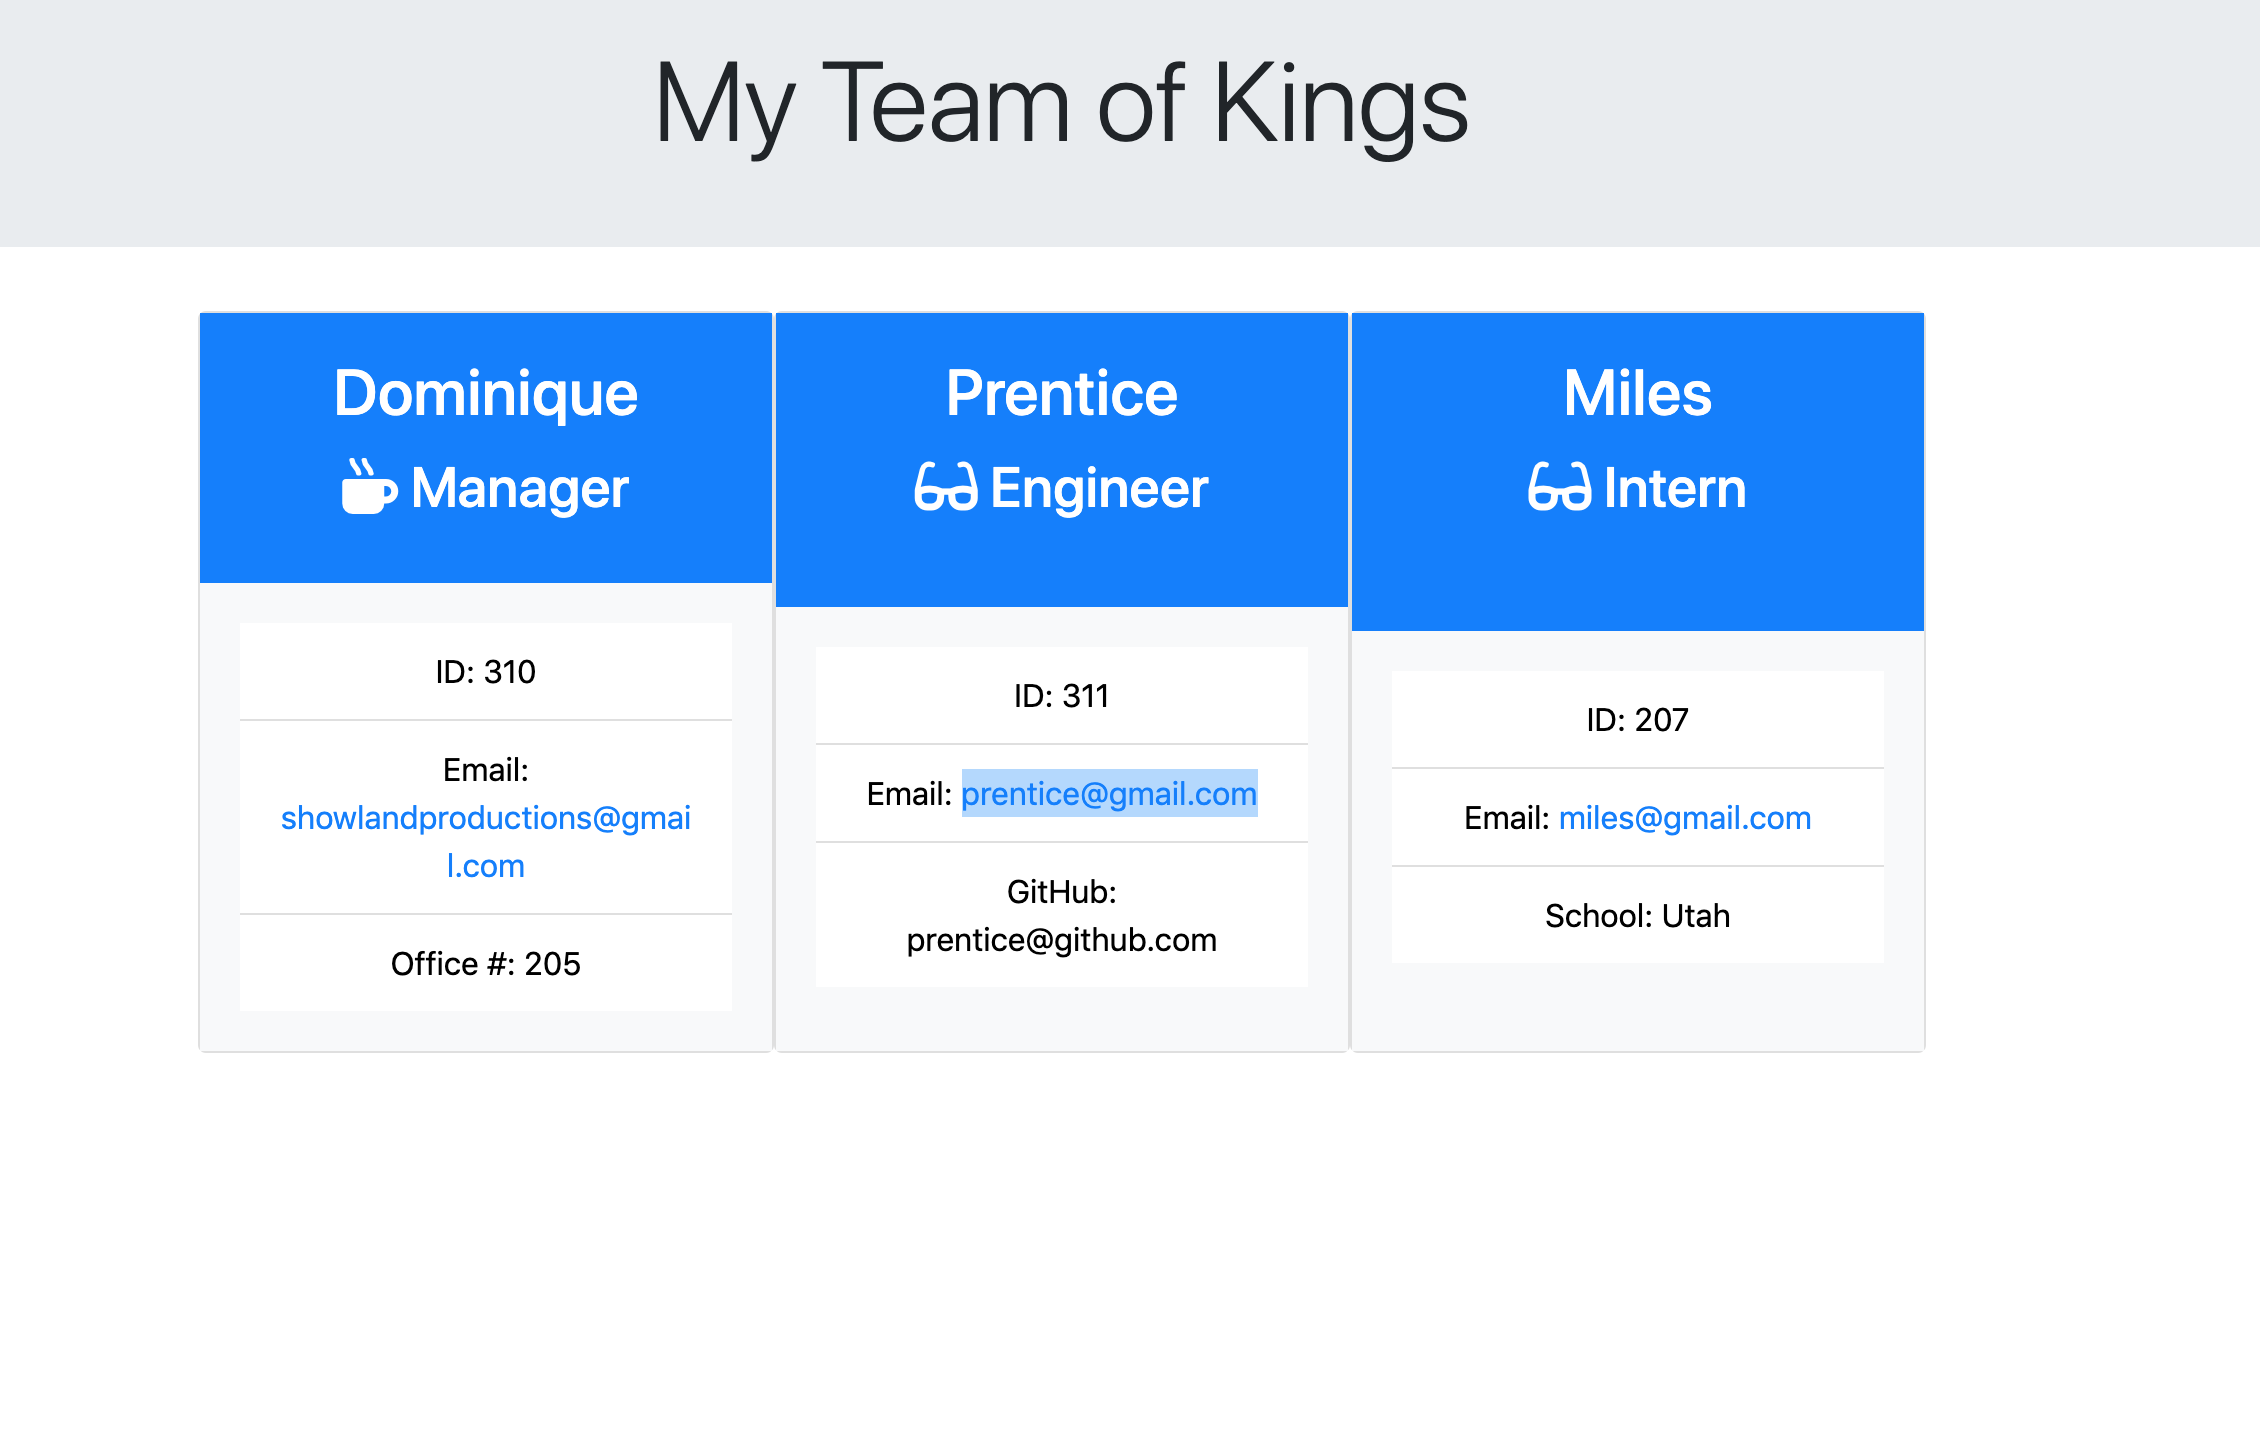 My Team of Kings
Dominique
Manager
ID: 310
Email:
showlandproductions@gmai
l.com
Office #: 205
Prentice
Engineer
ID: 311
Email: prentice@gmail.com
GitHub:
prentice@github.com
Miles
Intern
ID: 207
Email: miles@gmail.com
School: Utah